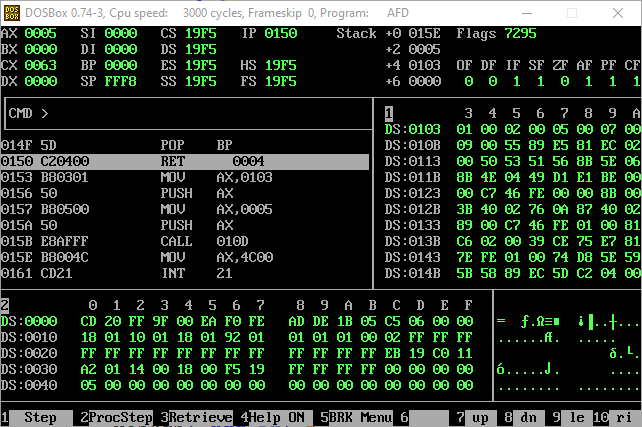 DOSBox 0.74-3, Cpu speed: 3000 cycles, Frameskip 0, Program: AFD
AX 0005 SI 0000 CS 19F5 IP 0150 Stack +0 015E Flags 7295
BX 0000 DI 0000 DS 19F5 +2 0005
CX 0063 BP 0000 ES 19F5 HS 19F5 +4 0103 OF DF IF SF ZF AF PF CF
DX 0000 SP FFF8 SS 19F5 FS 19F5 +6 0000 0 0 1 1 0 1 1 1
CMD >
1 3 4 5 6 7 8 9 A
DS:0103 01 00 02 00 05 00 07 00
014F 5D POP BP DS:010B 09 00 55 89 E5 81 EC 02
0150 C20400 RET 0004 DS:0113 00 50 53 51 56 8B 5E 06
0153 B80301 MOV AX,0103 DS:011B 8B 4E 04 49 D1 E1 BE 00
0156 50 PUSH AX DS:0123 00 C7 46 FE 00 00 8B 00
0157 B80500 MOV AX,0005 DS:012B 3B 40 02 76 0A 87 40 02
015A 50 PUSH AX DS:0133 89 00 C7 46 FE 01 00 81
015B E8AFFF CALL 010D DS:013B C6 02 00 39 CE 75 E7 81
015E B8004C MOV AX,4C00 DS:0143 7E FE 01 00 74 D8 5E 59
0161 CD21 INT 21 DS:014B 5B 58 89 EC 5D C2 04 00
2 0 1 2 3 4 5 6 7 8 9 A B C D E F
DS:0000 CD 20 FF 9F 00 EA F0 FE AD DE 1B 05 C5 06 00 00 = ƒ.Ω≡■ ¡▐..┼...
DS:0010 18 01 10 01 18 01 92 01 01 01 01 00 02 FF FF FF ......Æ. .....
DS:0020 FF FF FF FF FF FF FF FF FF FF FF FF EB 19 C0 11 δ.└.
DS:0030 A2 01 14 00 18 00 F5 19 FF FF FF FF 00 00 00 00 ó.....⌡. ....
DS:0040 05 00 00 00 00 00 00 00 00 00 00 00 00 00 00 00 ........ ........
1 Step 2ProcStep 3Retrieve 4Help ON 5BRK Menu 6 7 up 8 dn 9 le 10 ri